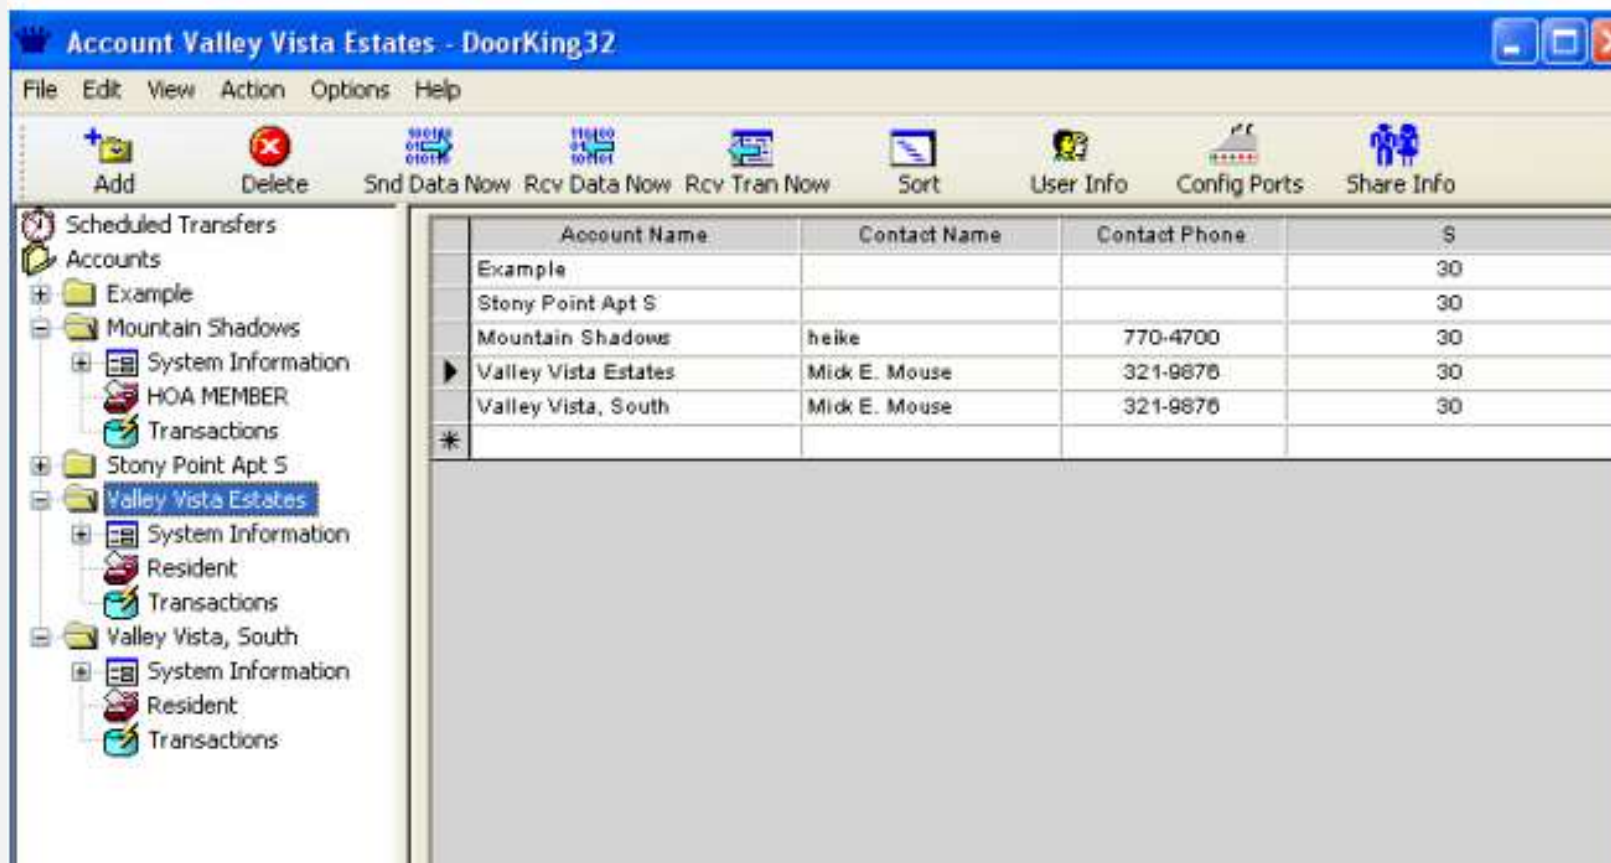 Account Valley Vista Estates - DoorKing32
File Edit View Action Options Help
Add Delete Snd Data Now Rcv Data Now Rcv Tran Now Sort User Info Config Ports Share Info
Scheduled Transfers
Accounts
Example
Mountain Shadows
System Information
HOA MEMBER
Transactions
Stony Point Apt S
Valley Vista Estates
System Information
Resident
Transactions
Valley Vista, South
System Information
Resident
Transactions
Account Name Contact Name Contact Phone S
Example 30
Stony Point Apt S 30
Mountain Shadows heike 770-4700 30
Valley Vista Estates Mick E. Mouse 321-9876 30
Valley Vista, South Mick E. Mouse 321-9876 30